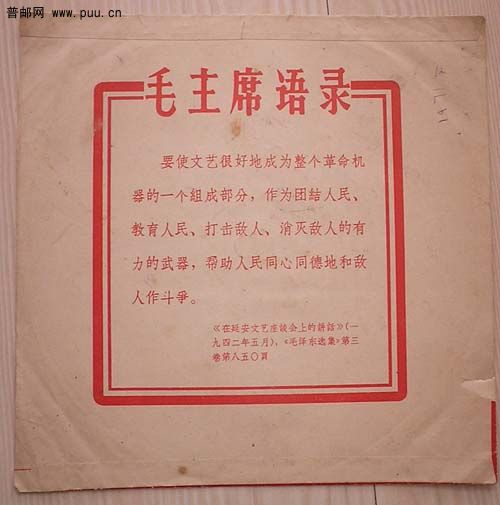 普邮网
www.puu.cn
毛主席语录
要使文艺很好地成为整个革命机
器的一个组成部分，作为团结人民、
教育人民、打击敌人、消灭敌人的有
力的武器，帮助人民同心同德地和敌
人作斗爭。
《在延安文艺座谈会上的讲话》（一
九四二年五月），《毛泽东选集》第三
卷第八五〇頁